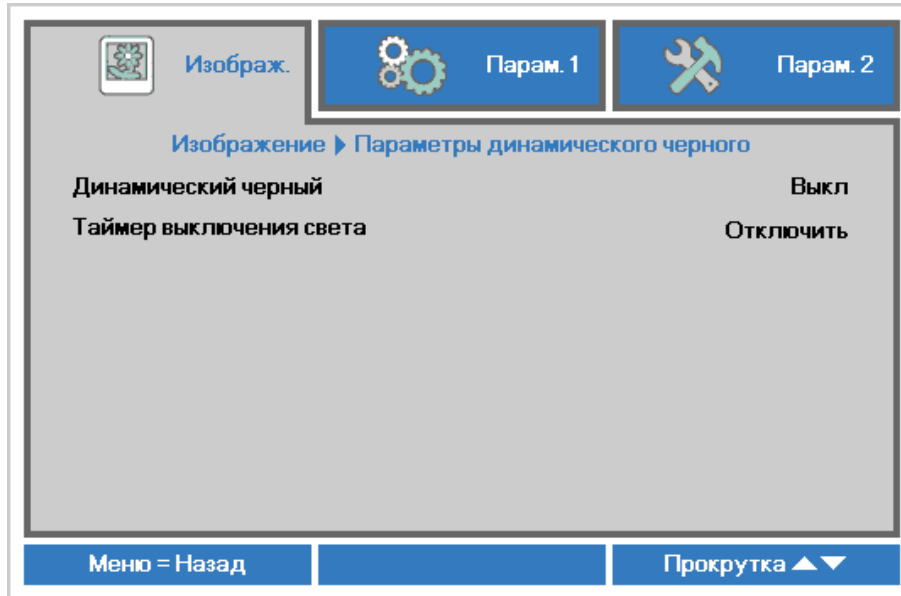 Изображ.
Парам. 1
Парам. 2
Изображение ▶ Параметры динамического черного
Динамический черный Выкл
Таймер выключения света Отключить
Меню = Назад
Прокрутка ▲▼